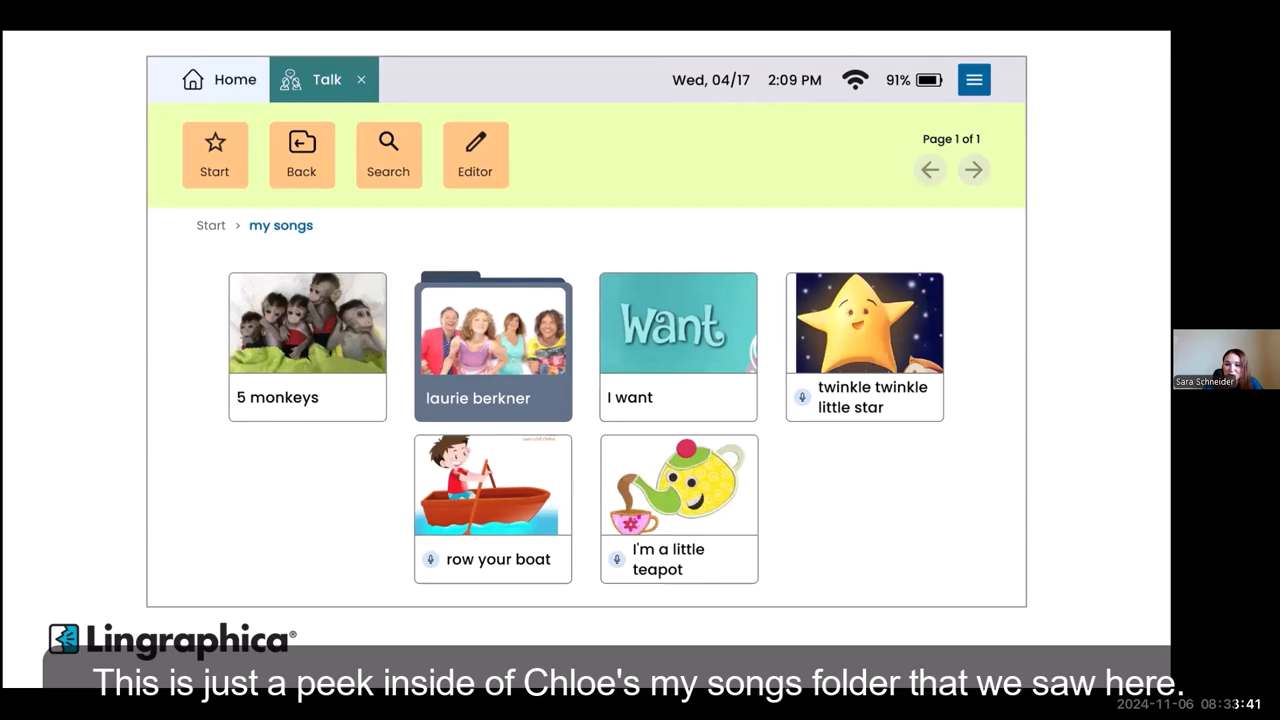 Home
Talk
Wed, 04/17 2:09 PM 91%
Start
Back
Search
Editor
Page 1 of 1
Start > my songs
5 monkeys
laurie berkner
want
I want
twinkle twinkle
little star
row your boat
I'm a little
teapot
Sara Schneider
Lingraphica®
This is just a peek inside of Chloe's my songs folder that we saw here.
2024-11-06 08:33:41